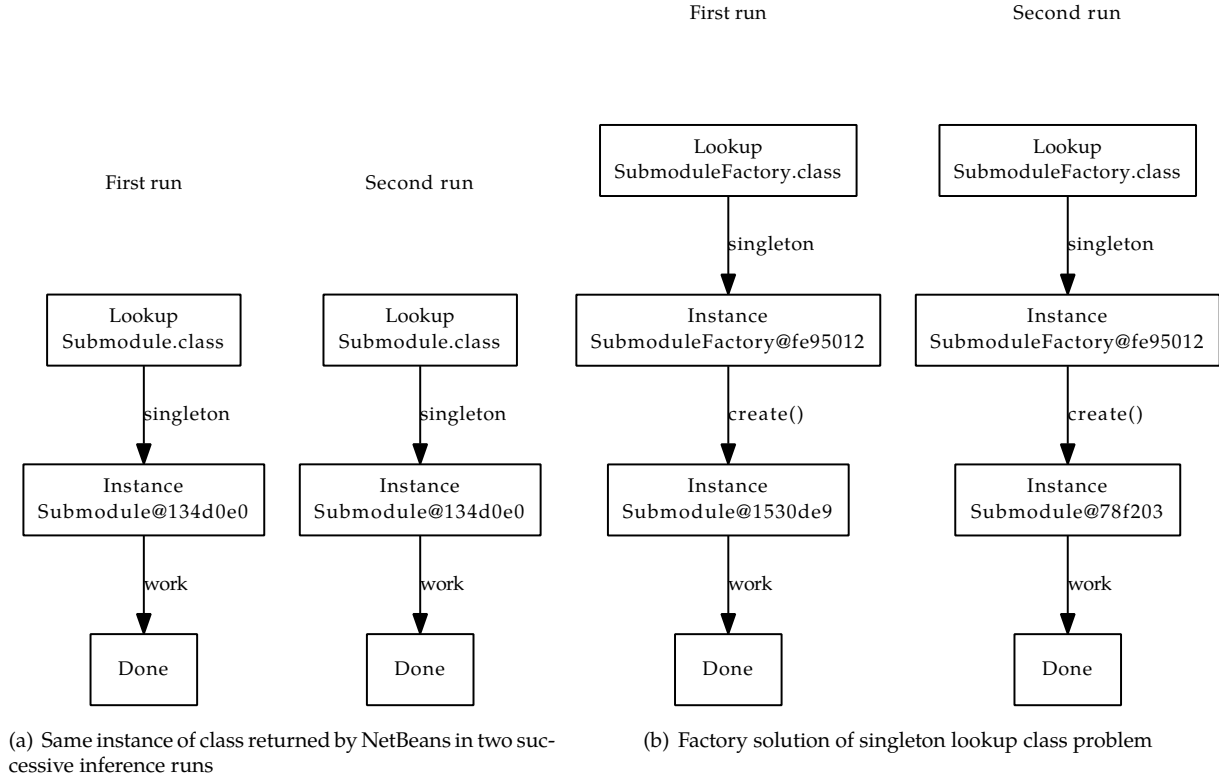 First run
Second run
Lookup
Submodule.class
singleton
Instance
Submodule@134d0e0
work
Done
Lookup
Submodule.class
singleton
Instance
Submodule@134d0e0
work
Done
(a) Same instance of class returned by NetBeans in two suc-
cessive inference runs
First run
Second run
Lookup
SubmoduleFactory.class
singleton
Instance
SubmoduleFactory@fe95012
create()
Instance
Submodule@1530de9
work
Done
Lookup
SubmoduleFactory.class
singleton
Instance
SubmoduleFactory@fe95012
create()
Instance
Submodule@78f203
work
Done
(b) Factory solution of singleton lookup class problem